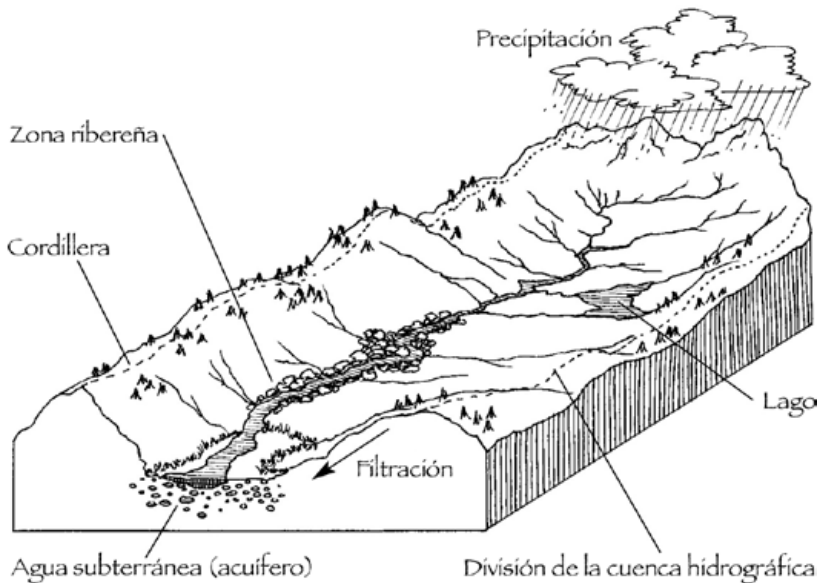 Precipitación
Zona ribereña
Cordillera
Lago
Filtración
Agua subterránea (acuífero)
División de la cuenca hidrográfica